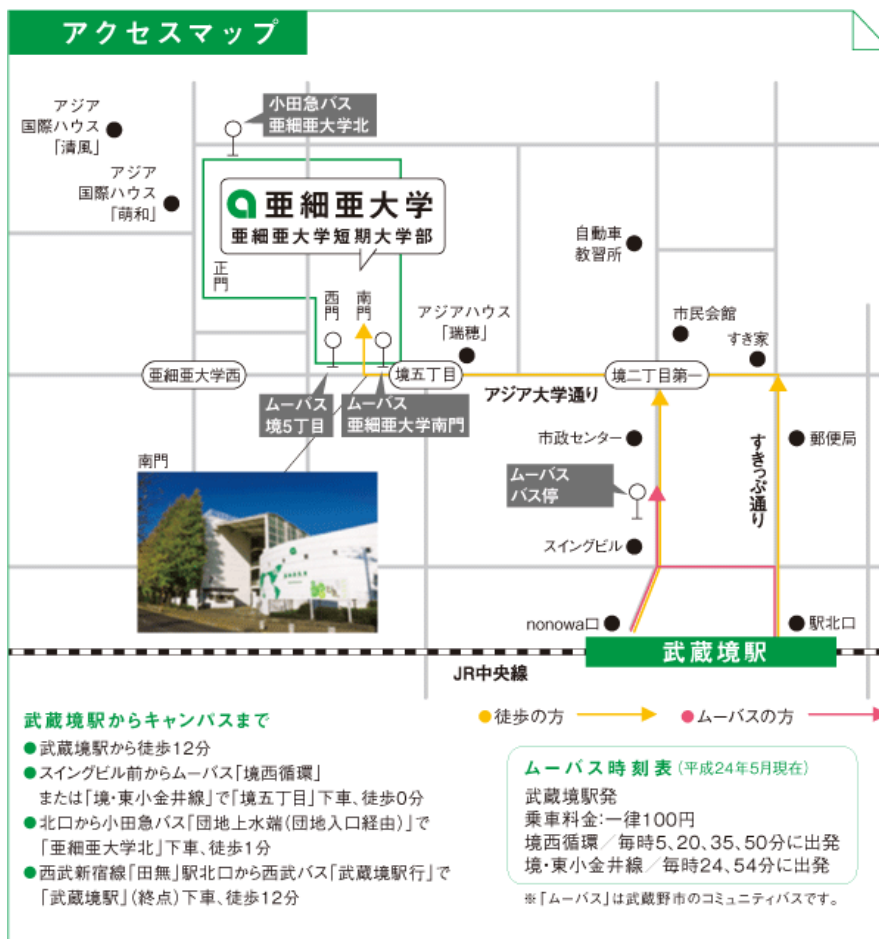 アクセスマップ
小田急バス
亜細亜大学北
アジア
国際ハウス
「清風」
アジア
国際ハウス
「萌和」
亜細亜大学
亜細亜大学短期大学部
正門
西門
南門
自動車
教習所
アジアハウス
「瑞穂」
市民会館
すき家
亜細亜大学西
境五丁目
境二丁目第一
アジア大学通り
ムーバス
境5丁目
ムーバス
亜細亜大学南門
市政センター
郵便局
すきっぷ通り
南門
ムーバス
バス停
スイングビル
nonowa口
駅北口
武蔵境駅
JR中央線
武蔵境駅からキャンパスまで
●武蔵境駅から徒歩12分
●スイングビル前からムーバス「境西循環」
または「境・東小金井線」で「境五丁目」下車、徒歩0分
●北口から小田急バス「団地上水端(団地入口経由)」で
「亜細亜大学北」下車、徒歩1分
●西武新宿線「田無」駅北口から西武バス「武蔵境駅行」で
「武蔵境駅」(終点)下車、徒歩12分
●徒歩の方
●ムーバスの方
ムーバス時刻表(平成24年5月現在)
武蔵境駅発
乗車料金:一律100円
境西循環/毎時5、20、35、50分に出発
境・東小金井線/毎時24、54分に出発
※「ムーバス」は武蔵野市のコミュニティバスです。